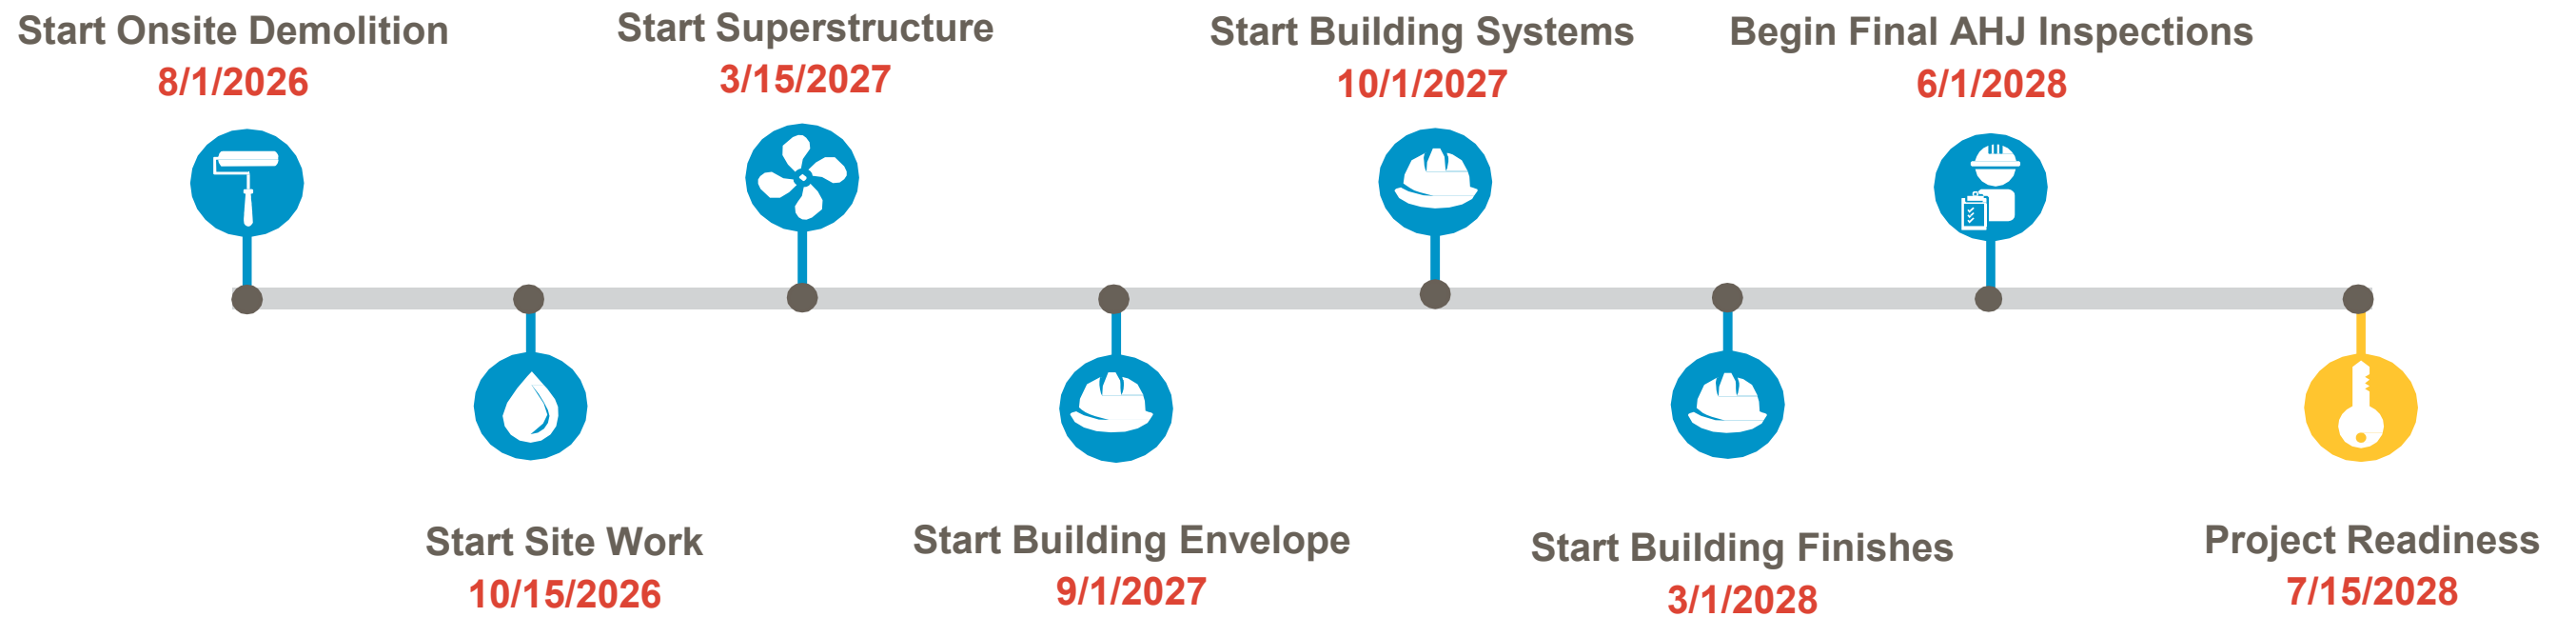 Start Onsite Demolition
8/1/2026
Start Superstructure
3/15/2027
Start Building Systems
10/1/2027
Begin Final AHJ Inspections
6/1/2028
Start Site Work
10/15/2026
Start Building Envelope
9/1/2027
Start Building Finishes
3/1/2028
Project Readiness
7/15/2028